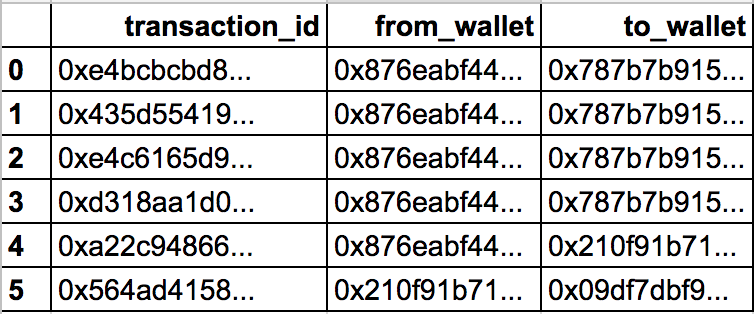 transaction_id from_wallet to_wallet
0 0xe4bcbcbd8... 0x876eabf44... 0x787b7b915...
1 0x435d55419... 0x876eabf44... 0x787b7b915...
2 0xe4c6165d9... 0x876eabf44... 0x787b7b915...
3 0xd318aa1d0... 0x876eabf44... 0x787b7b915...
4 0xa22c94866... 0x876eabf44... 0x210f91b71...
5 0x564ad4158... 0x210f91b71... 0x09df7dbf9...